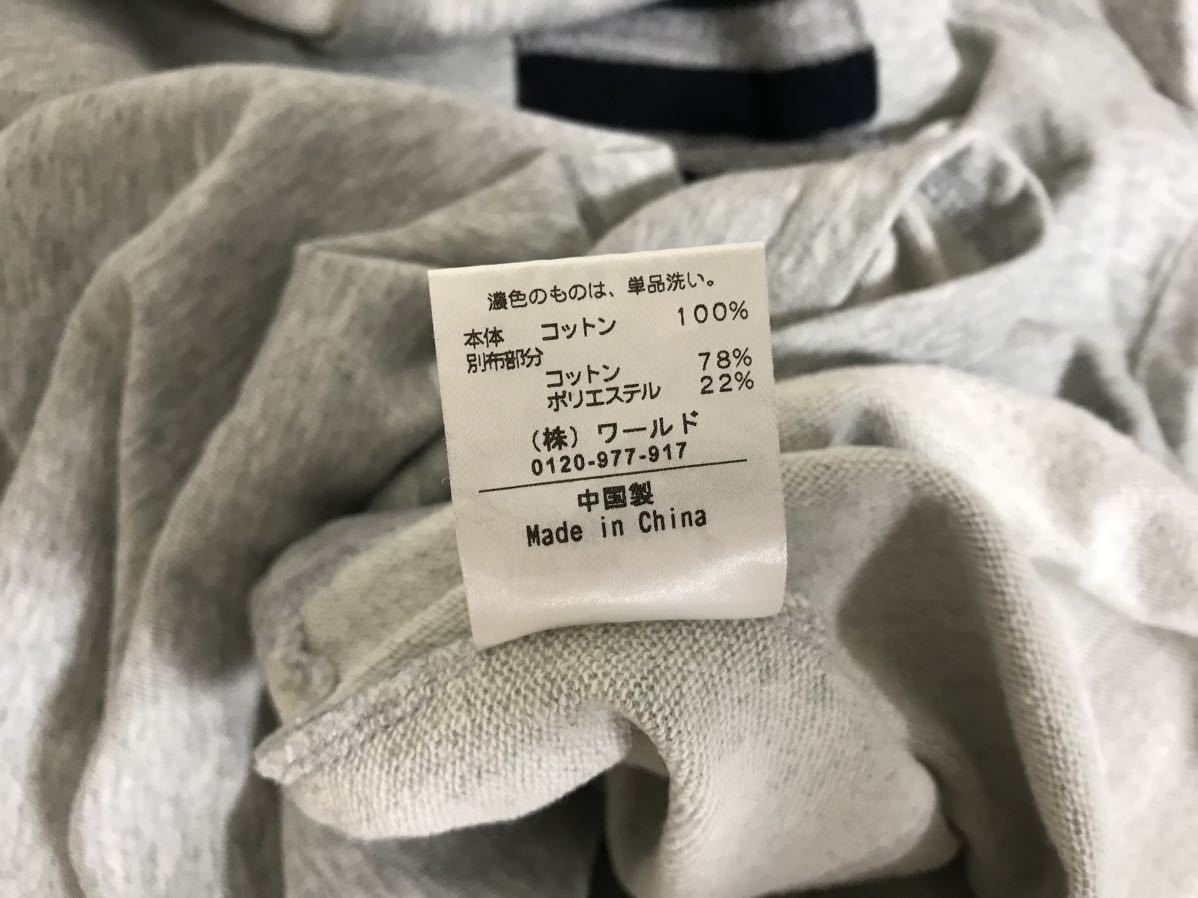 濃色のものは、単品洗い。
本体 コットン 100%
別布部分
コットン 78%
ポリエステル 22%
（株）ワールド
0120-977-917
中国製
Made in China